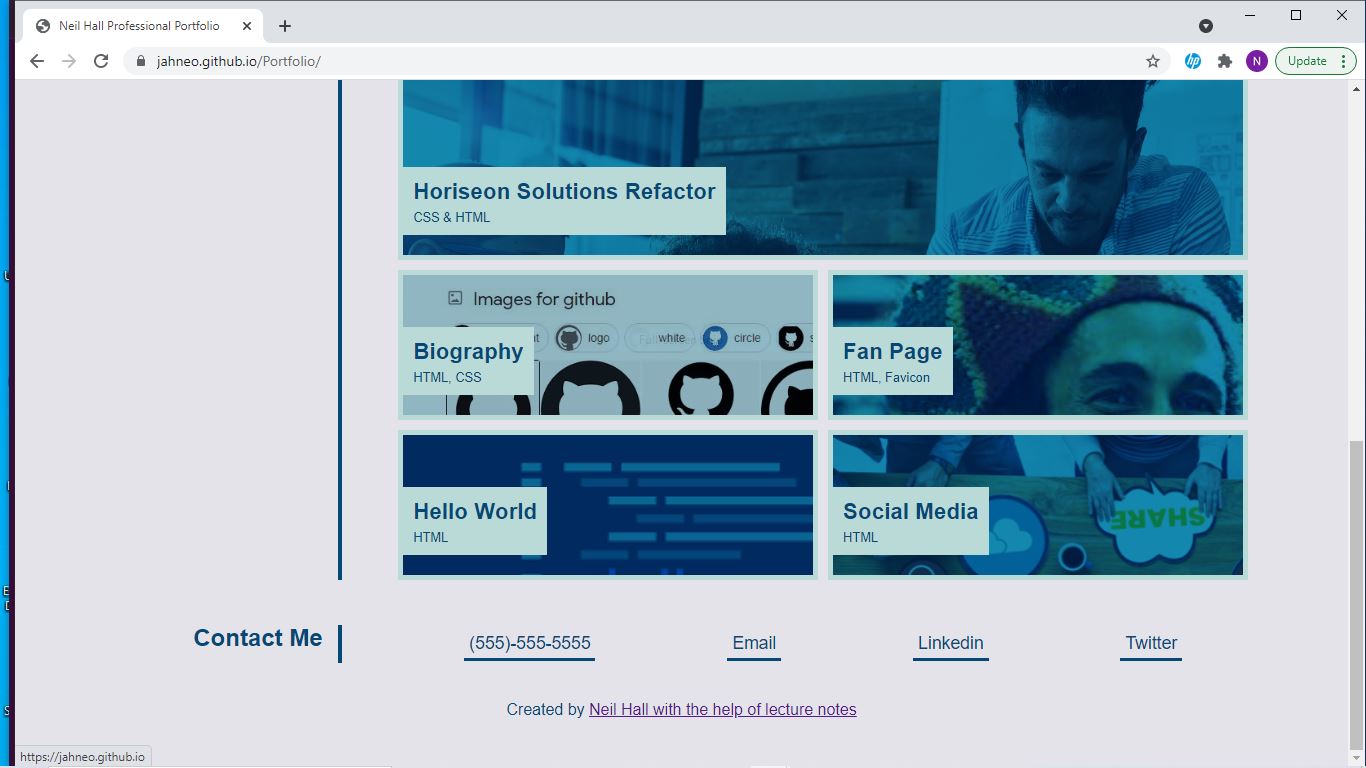 Neil Hall Professional Portfolio
jahneo.github.io/Portfolio/
N
Update
Horiseon Solutions Refactor
CSS & HTML
Images for github
logo
white
circle
Biography
HTML, CSS
Fan Page
HTML, Favicon
Hello World
HTML
SHARE
Social Media
HTML
Contact Me
(555)-555-5555
Email
Linkedin
Twitter
Created by Neil Hall with the help of lecture notes
https://jahneo.github.io